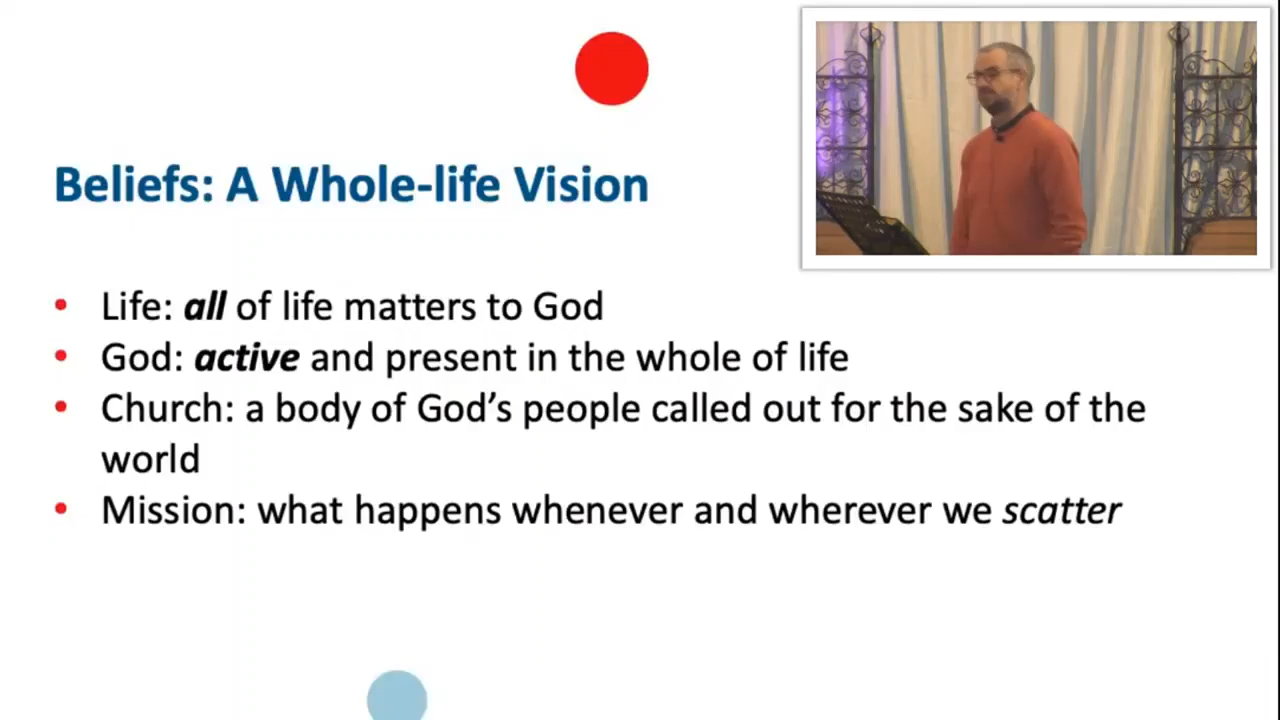 Beliefs: A Whole-life Vision
• Life: all of life matters to God
• God: active and present in the whole of life
• Church: a body of God’s people called out for the sake of the
world
• Mission: what happens whenever and wherever we scatter